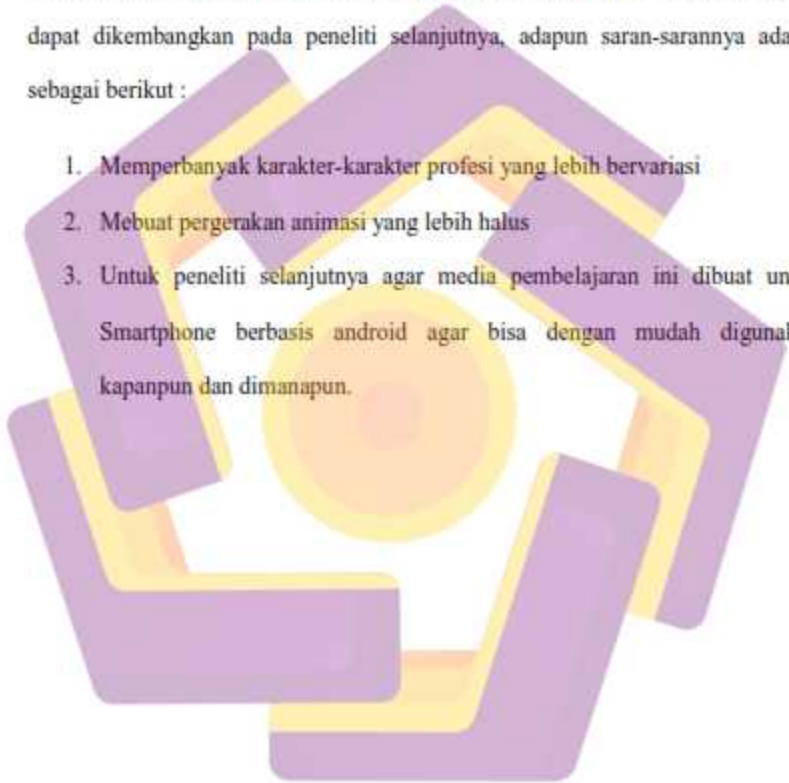 dapat dikembangkan pada peneliti selanjutnya, adapun saran-sarannya ada
sebagai berikut :
1. Memperbanyak karakter-karakter profesi yang lebih bervariasi
2. Mebuat pergerakan animasi yang lebih halus
3. Untuk peneliti selanjutnya agar media pembelajaran ini dibuat un
Smartphone berbasis android agar bisa dengan mudah diguna
kapanpun dan dimanapun.